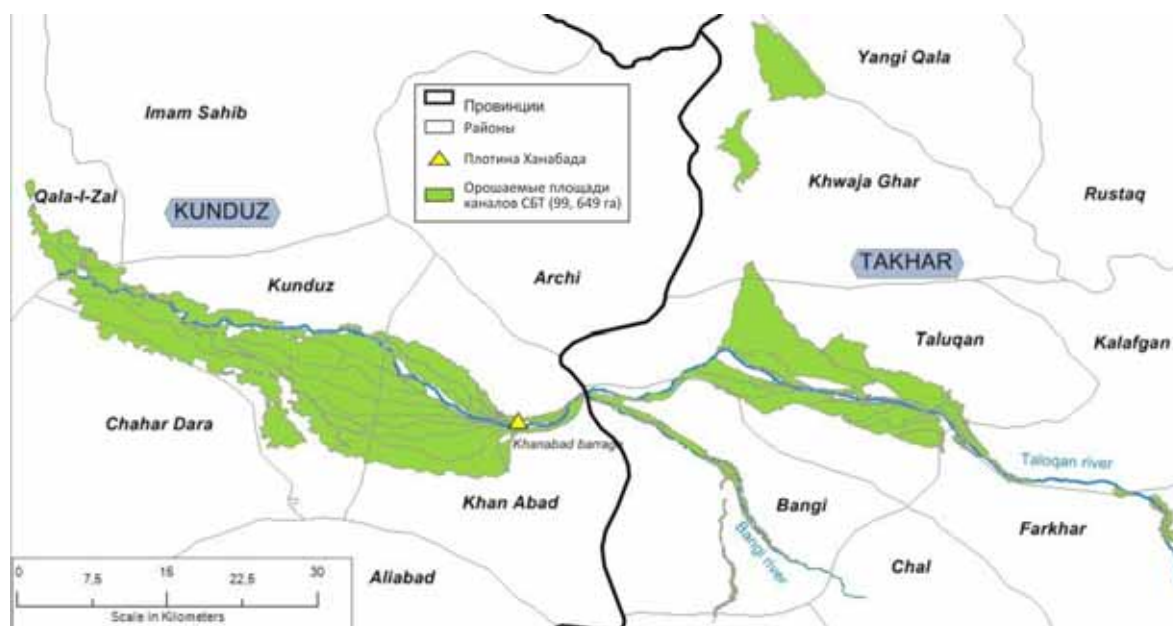 Yangi Qala
Imam Sahib
Провинции
Районы
Плотина Ханабада
Орошаемые площади
каналов СБТ (99, 649 га)
Qala-I-Zal
KUNDUZ
Khwaja Ghar
Rustaq
TAKHAR
Kunduz
Archi
Taluqan
Kalafgan
Chahar Dara
Khanabad barrage
Taloqan river
Khan Abad
Bangi
Bangi river
Farkhar
Chal
Aliabad
0 7,5 15 22,5 30
Scale in Kilometers